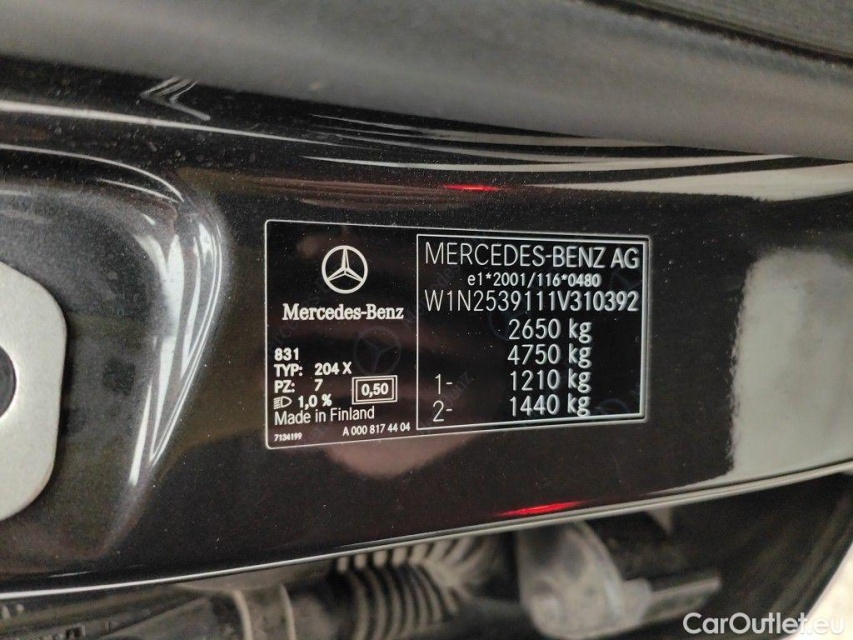 Mercedes-Benz
831
TYP: 204 X
PZ: 7
0,50
1,0 %
Made in Finland
7134199 A 000 817 44 04
MERCEDES-BENZ AG
e1*2001/116*0480
W1N2539111V310392
2650 kg
4750 kg
1- 1210 kg
2- 1440 kg
CarOutlet.eu